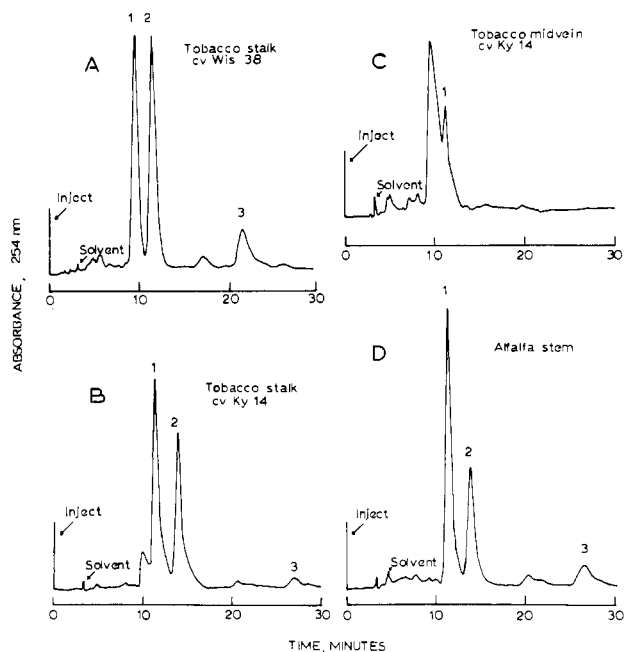 A
1 2
Tobacco stalk
cv Wis 38
Inject
Solvent
3
0 10 20 30
C
Tobacco midvein
cv Ky 14
1
Inject
Solvent
0 10 20 30
B
1
2
Tobacco stalk
cv Ky 14
Inject
Solvent
3
0 10 20 30
D
1
2
Alfalfa stem
Inject
Solvent
3
0 10 20 30
ABSORBANCE, 254 nm
TIME, MINUTES